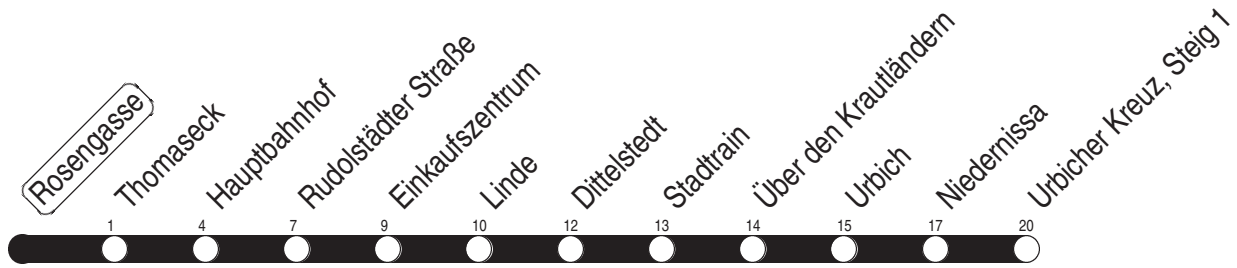 Rosengasse
Thomaseck
Hauptbahnhof
Rudolstädter Straße
Einkaufszentrum
Linde
Dittelstedt
Stadtrain
Über den Krautländern
Urbich
Niedernissa
Urbicher Kreuz, Steig 1
1 4 7 9 10 12 13 14 15 17 20